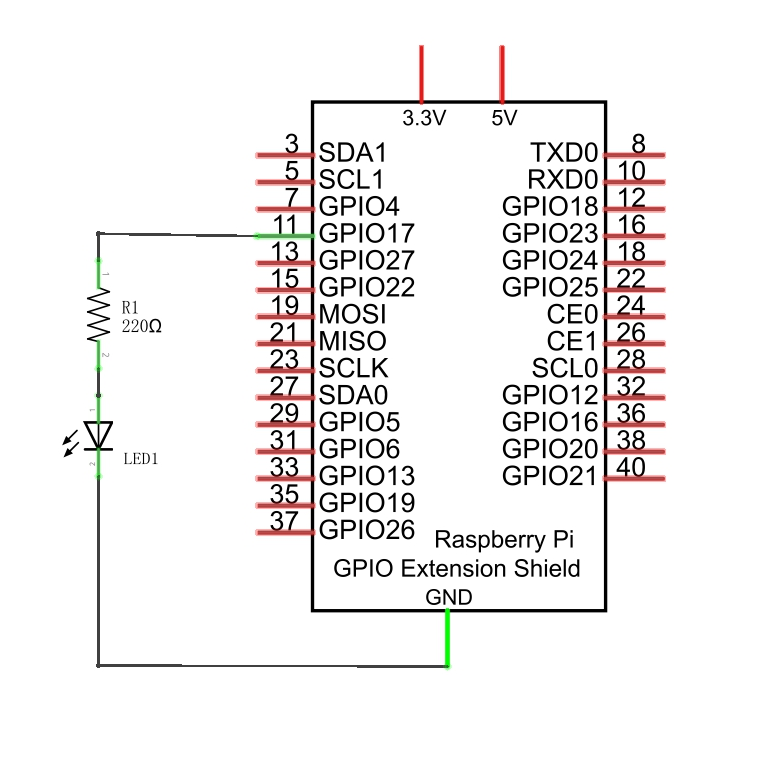 3.3V 5V
3 SDA1 TXD0 8
5 SCL1 RXD0 10
7 GPIO4 GPIO18 12
11 GPIO17 GPIO23 16
13 GPIO27 GPIO24 18
15 GPIO22 GPIO25 22
19 MOSI CE0 24
21 MISO CE1 26
23 SCLK SCL0 28
27 SDA0 GPIO12 32
29 GPIO5 GPIO16 36
31 GPIO6 GPIO20 38
33 GPIO13 GPIO21 40
35 GPIO19
37 GPIO26
Raspberry Pi
GPIO Extension Shield
GND
1
R1
220Ω
2
1
LED1
2